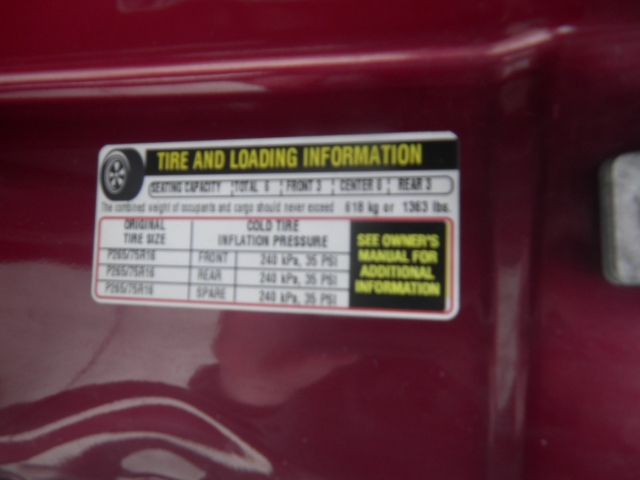 TIRE AND LOADING INFORMATION
SEATING CAPACITY TOTAL 6 FRONT 3 CENTER 0 REAR 3
The combined weight of occupants and cargo should never exceed 618 kg or 1363 lbs.
ORIGINAL TIRE SIZE COLD TIRE INFLATION PRESSURE
P265/75R16 FRONT 240 kPa, 35 PSI
P265/75R16 REAR 240 kPa, 35 PSI
P265/75R16 SPARE 240 kPa, 35 PSI
SEE OWNER'S
MANUAL FOR
ADDITIONAL
INFORMATION